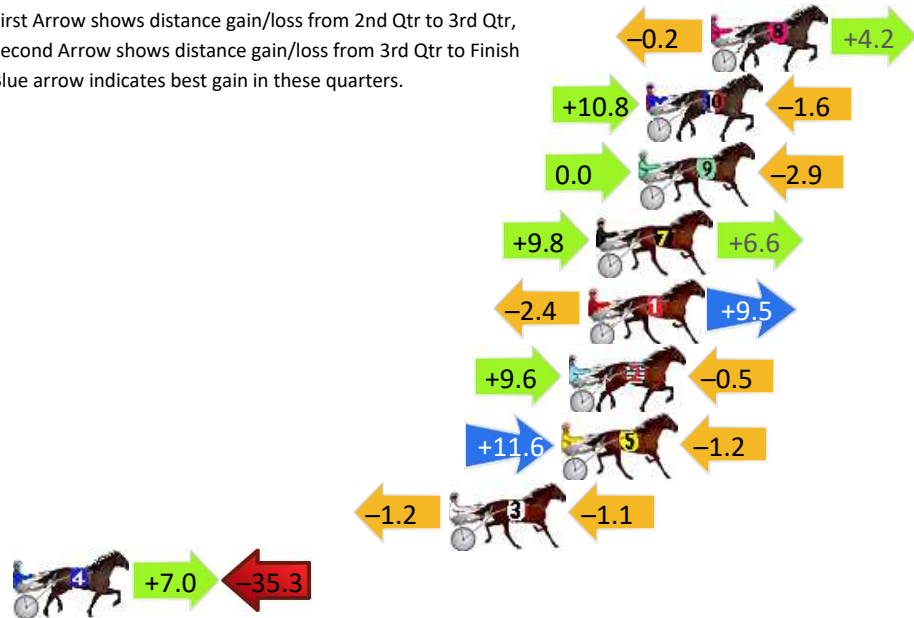 irst Arrow shows distance gain/loss from 2nd Qtr to 3rd Qtr,
econd Arrow shows distance gain/loss from 3rd Qtr to Finish
lue arrow indicates best gain in these quarters.
–0.2 8 +4.2
+10.8 10 –1.6
0.0 9 –2.9
+9.8 7 +6.6
–2.4 1 +9.5
+9.6 2 –0.5
+11.6 5 –1.2
–1.2 3 –1.1
4 +7.0 –35.3